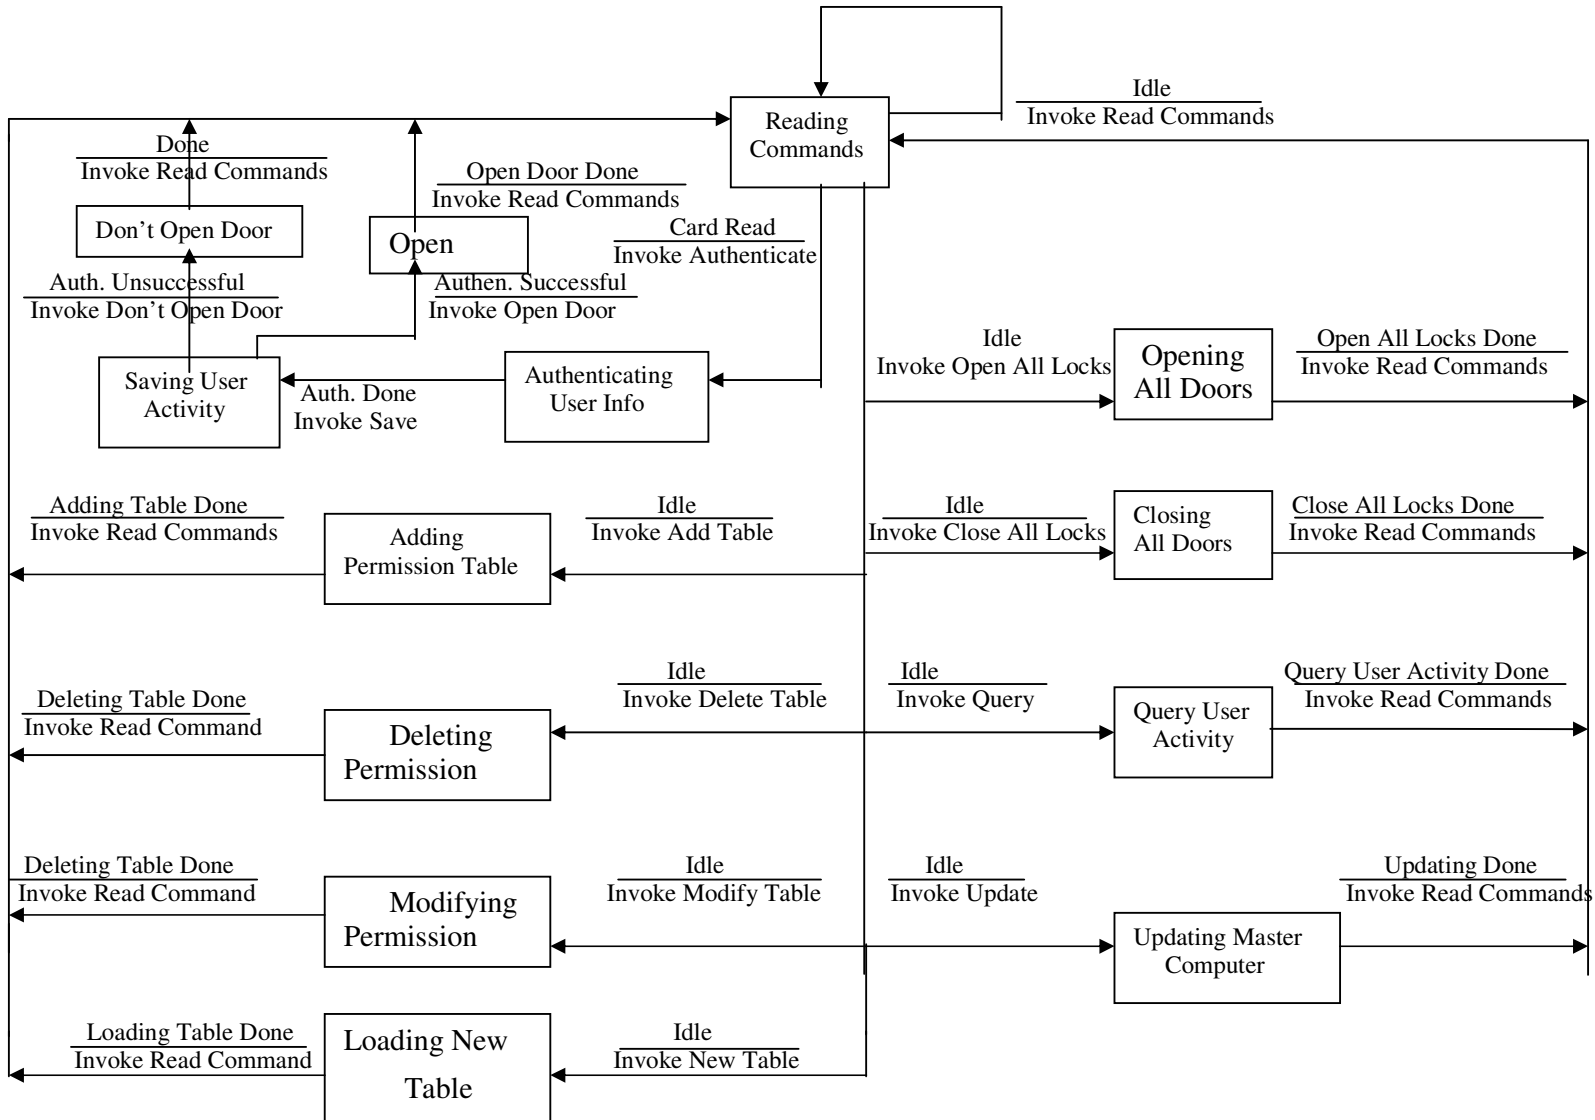 Idle
Invoke Read Commands
Reading
Commands
Done
Invoke Read Commands
Open Door Done
Invoke Read Commands
Don't Open Door
Open
Card Read
Invoke Authenticate
Auth. Unsuccessful
Invoke Don't Open Door
Authen. Successful
Invoke Open Door
Saving User
Activity
Auth. Done
Invoke Save
Authenticating
User Info
Idle
Invoke Open All Locks
Opening
All Doors
Open All Locks Done
Invoke Read Commands
Adding Table Done
Invoke Read Commands
Adding
Permission Table
Idle
Invoke Add Table
Idle
Invoke Close All Locks
Closing
All Doors
Close All Locks Done
Invoke Read Commands
Deleting Table Done
Invoke Read Command
Deleting
Permission
Idle
Invoke Delete Table
Idle
Invoke Query
Query User
Activity
Query User Activity Done
Invoke Read Commands
Deleting Table Done
Invoke Read Command
Modifying
Permission
Idle
Invoke Modify Table
Idle
Invoke Update
Updating Master
Computer
Updating Done
Invoke Read Commands
Loading Table Done
Invoke Read Command
Loading New
Table
Idle
Invoke New Table